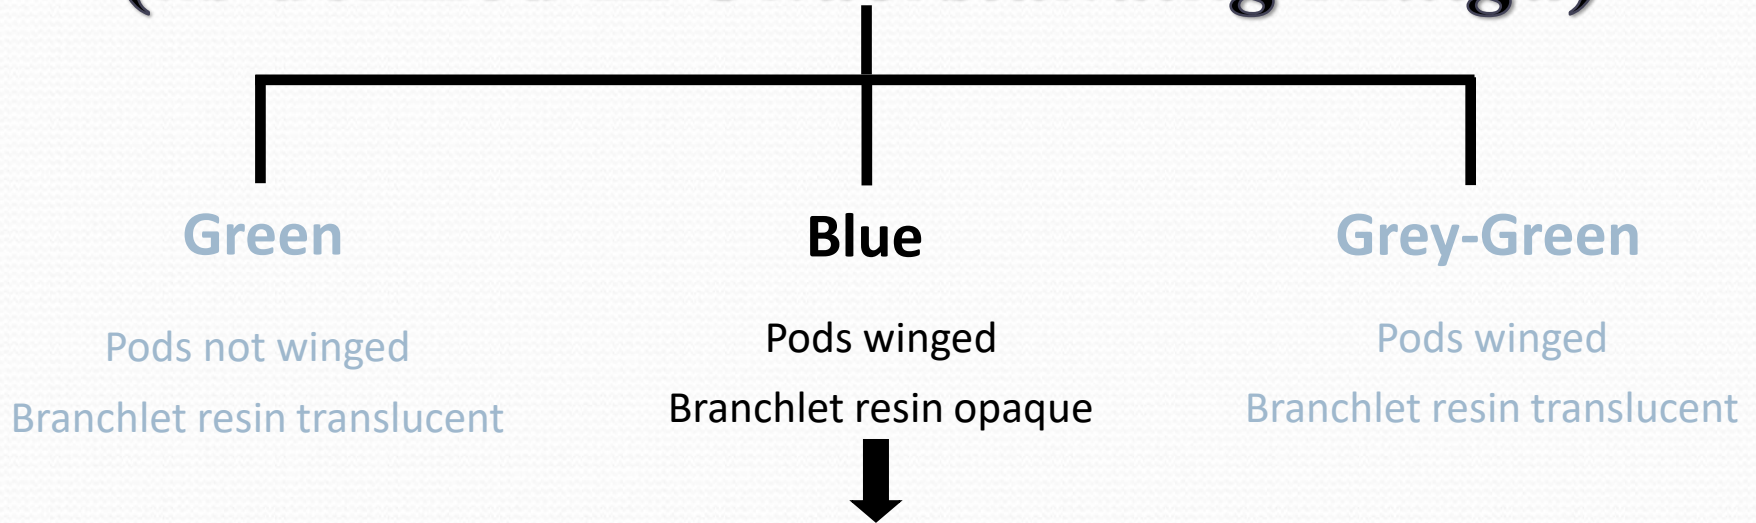 Green
Blue
Grey-Green
Pods not winged
Pods winged
Pods winged
Branchlet resin translucent
Branchlet resin opaque
Branchlet resin translucent